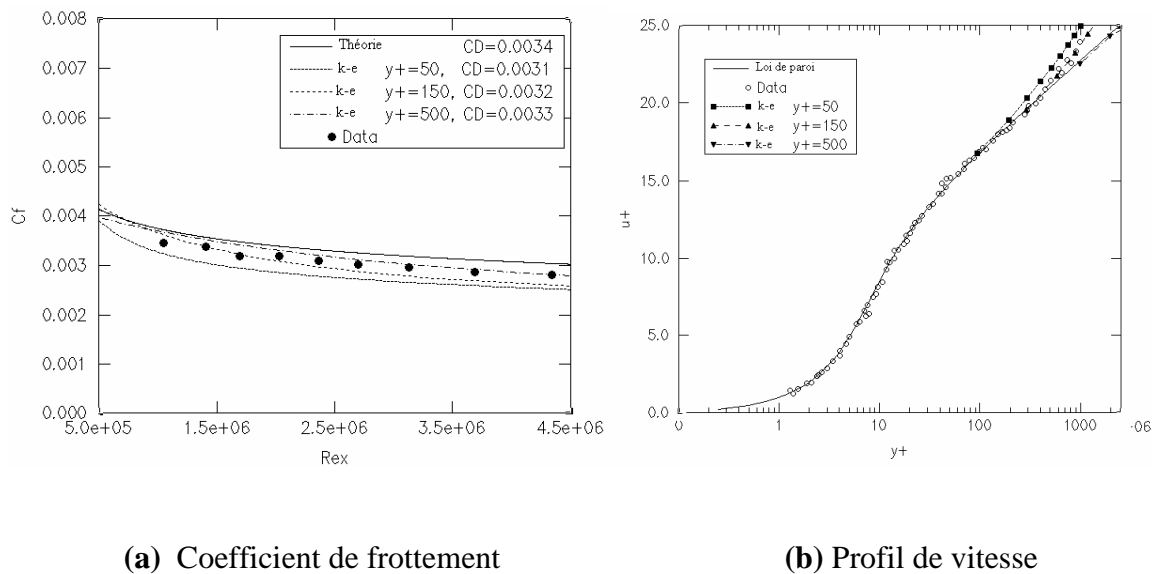 0.008
0.007
0.006
0.005
0.004
0.003
0.002
0.001
0.000
Cf
Théorie CD=0.0034
k-e y+=50, CD=0.0031
k-e y+=150, CD=0.0032
k-e y+=500, CD=0.0033
Data
5.0e+05 1.5e+06 2.5e+06 3.5e+06 4.5e+06
Rex
25.0
20.0
15.0
10.0
5.0
0.0
u+
Loi de paroi
Data
k-e y+=50
k-e y+=150
k-e y+=500
0 1 10 100 1000 ·06
y+
(a) Coefficient de frottement
(b) Profil de vitesse